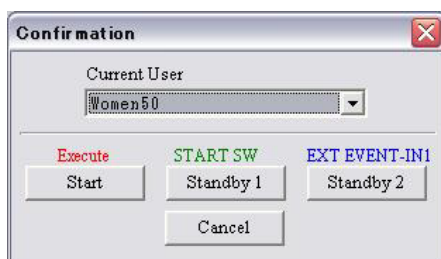 Confirmation
Current User
Women50
Execute START SW EXT EVENT-IN1
Start Standby 1 Standby 2
Cancel